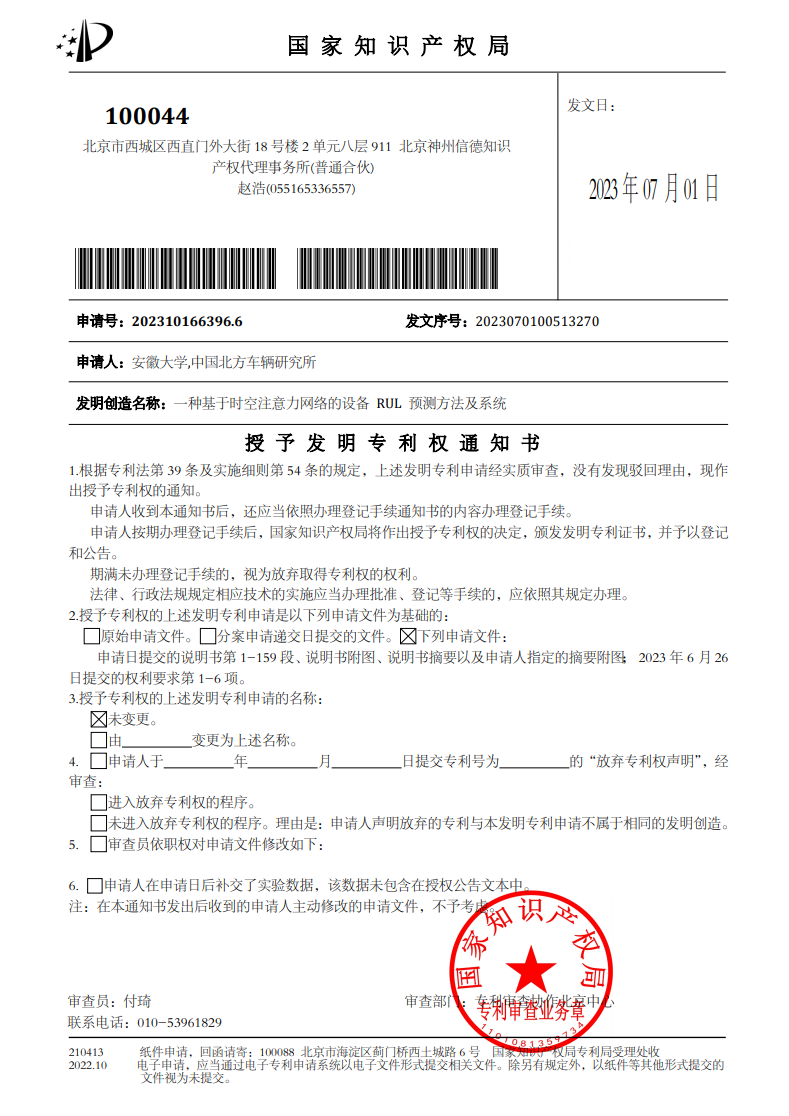 国家知识产权局
100044
北京市西城区西直门外大街 18 号楼 2 单元八层 911 北京神州信德知识
产权代理事务所(普通合伙)
赵浩(055165336557)
发文日：
2023 年 07 月 01 日
申请号：202310166396.6
发文序号：2023070100513270
申请人：安徽大学,中国北方车辆研究所
发明创造名称：一种基于时空注意力网络的设备 RUL 预测方法及系统
授予发明专利权通知书
1.根据专利法第 39 条及实施细则第 54 条的规定，上述发明专利申请经实质审查，没有发现驳回理由，现作
出授予专利权的通知。
申请人收到本通知书后，还应当依照办理登记手续通知书的内容办理登记手续。
申请人按期办理登记手续后，国家知识产权局将作出授予专利权的决定，颁发发明专利证书，并予以登记
和公告。
期满未办理登记手续的，视为放弃取得专利权的权利。
法律、行政法规规定相应技术的实施应当办理批准、登记等手续的，应依照其规定办理。
2.授予专利权的上述发明专利申请是以下列申请文件为基础的：
□原始申请文件。□分案申请递交日提交的文件。☒下列申请文件：
申请日提交的说明书第 1-159 段、说明书附图、说明书摘要以及申请人指定的摘要附图；2023 年 6 月 26
日提交的权利要求第 1-6 项。
3.授予专利权的上述发明专利申请的名称：
☒未变更。
□由__________变更为上述名称。
4. □申请人于__________年__________月__________日提交专利号为__________的“放弃专利权声明”，经
审查：
□进入放弃专利权的程序。
□未进入放弃专利权的程序。理由是：申请人声明放弃的专利与本发明专利申请不属于相同的发明创造。
5. □审查员依职权对申请文件修改如下：
6. □申请人在申请日后补交了实验数据，该数据未包含在授权公告文本中。
注：在本通知书发出后收到的申请人主动修改的申请文件，不予考虑。
国家知识产权局
专利审查业务章
1101081359734
审查员：付琦
审查部门：专利审查协作北京中心
联系电话：010-53961829
210413 纸件申请，回函请寄：100088 北京市海淀区蓟门桥西土城路 6 号 国家知识产权局专利局受理处收
2022.10 电子申请，应当通过电子专利申请系统以电子文件形式提交相关文件。除另有规定外，以纸件等其他形式提交的
文件视为未提交。